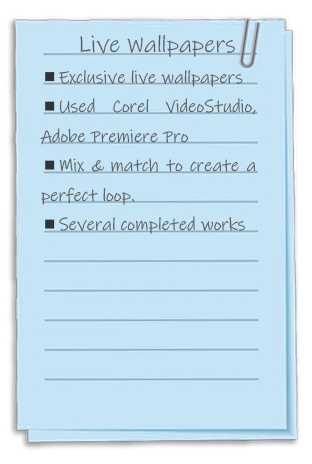 Live Wallpapers
■ Exclusive live wallpapers
■ Used Corel VideoStudio,
Adobe Premiere Pro
■ Mix & match to create a
perfect loop.
■ Several completed works